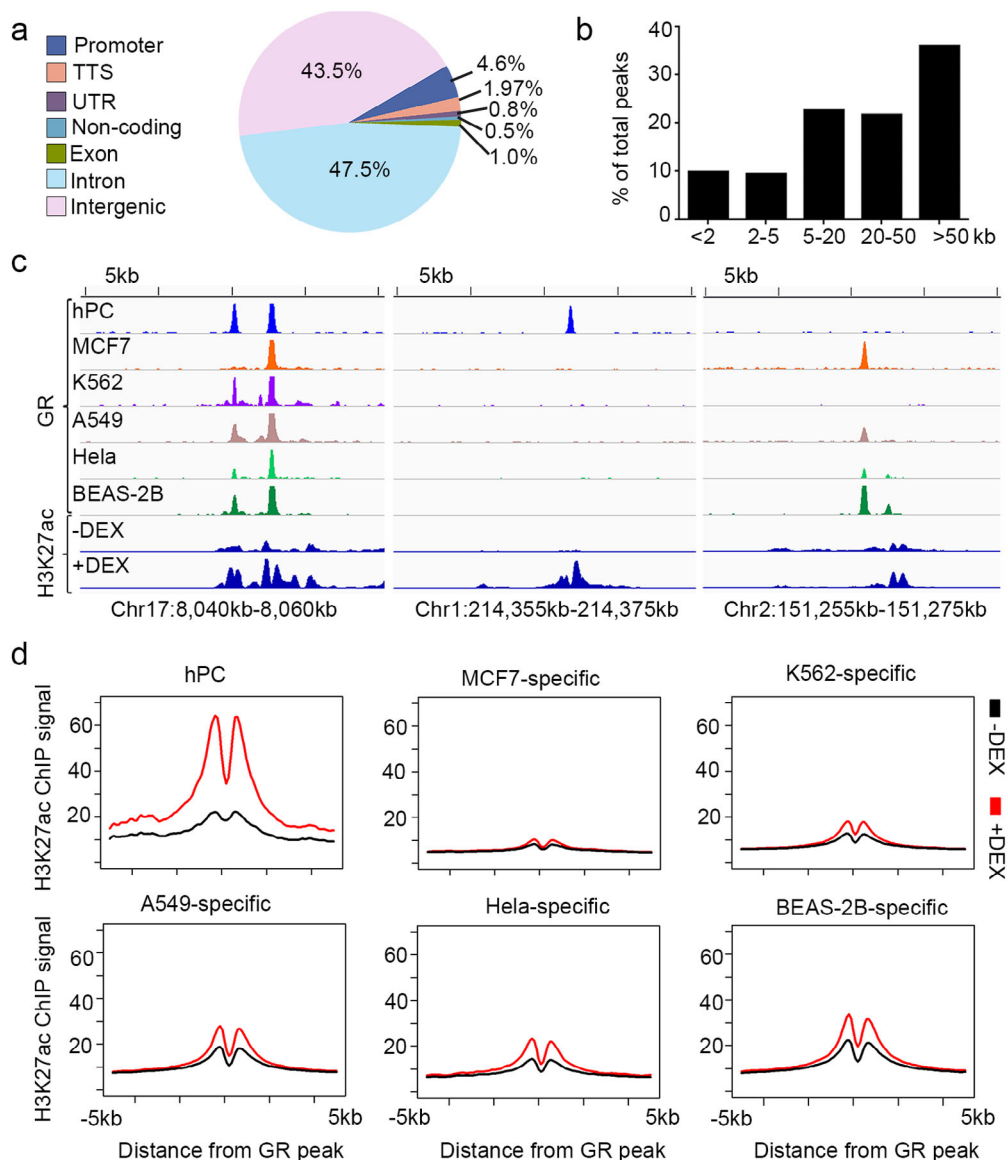 a
Promoter
TTS
UTR
Non-coding
Exon
Intron
Intergenic
43.5%
4.6%
1.97%
0.8%
0.5%
1.0%
47.5%
b
% of total peaks
40
30
20
10
0
<2 2-5 5-20 20-50 >50 kb
c
5kb 5kb 5kb
GR
hPC
MCF7
K562
A549
Hela
BEAS-2B
H3K27ac
-DEX
+DEX
Chr17:8,040kb-8,060kb Chr1:214,355kb-214,375kb Chr2:151,255kb-151,275kb
d
hPC MCF7-specific K562-specific
H3K27ac ChIP signal
60 60 60
40 40 40
20 20 20
-DEX
+DEX
A549-specific Hela-specific BEAS-2B-specific
H3K27ac ChIP signal
60 60 60
40 40 40
20 20 20
-5kb 5kb
Distance from GR peak Distance from GR peak Distance from GR peak